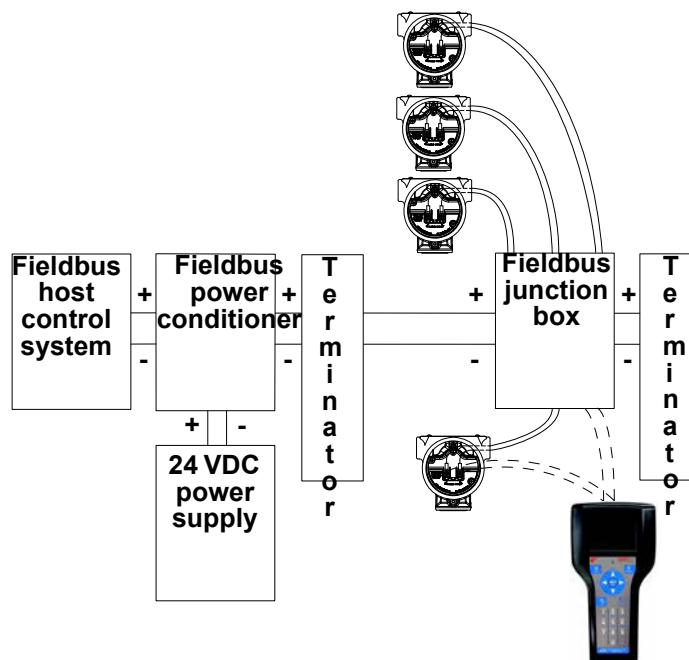 Fieldbus
host
control
system
+
-
Fieldbus
power
conditioner
+
-
T
e
r
m
i
n
a
t
o
r
+
-
Fieldbus
junction
box
+
-
T
e
r
m
i
n
a
t
o
r
+
-
24 VDC
power
supply